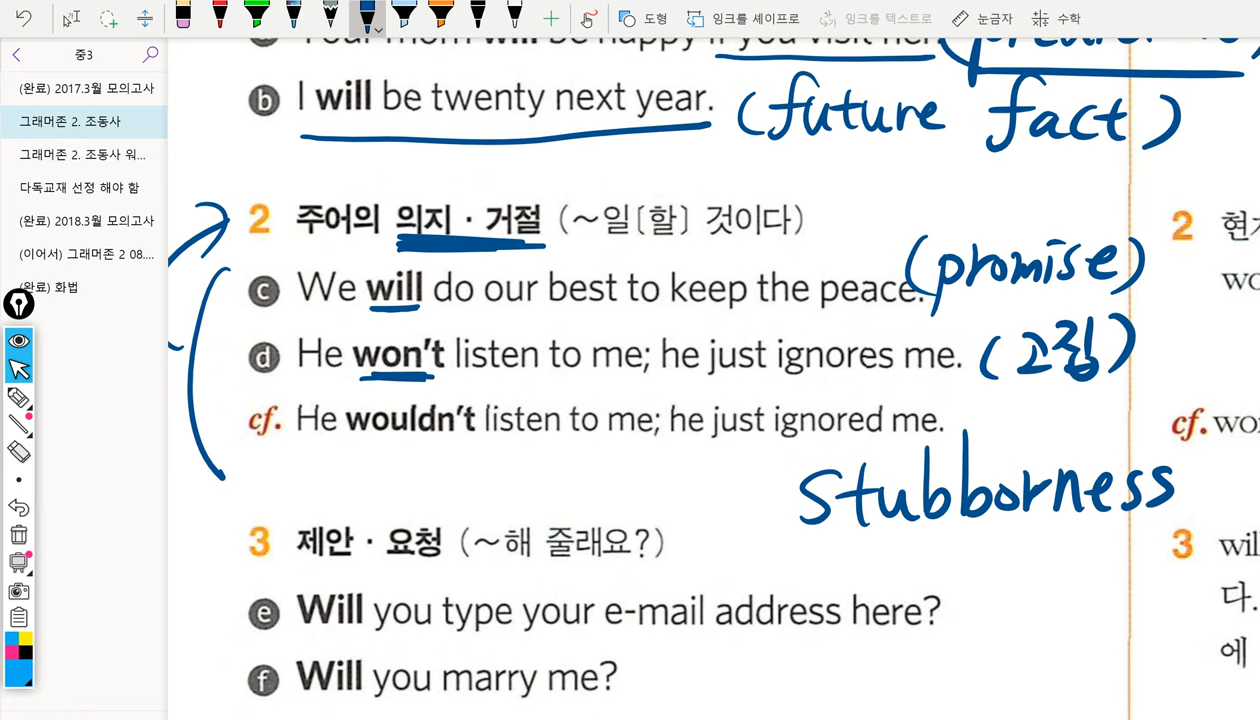 도형
잉크를 셰이프로
잉크를 텍스트로
눈금자
수학
중3
(완료) 2017.3월 모의고사
그래머존 2. 조동사
그래머존 2. 조동사 워...
다독교재 선정 해야 함
(완료) 2018.3월 모의고사
(이어서) 그래머존 2 08....
(완료) 화법
will be happy if you visit her.
b I will be twenty next year. (future fact)
2 주어의 의지 · 거절 (~일[할] 것이다)
c We will do our best to keep the peace. (promise)
d He won't listen to me; he just ignores me. (고집)
cf. He wouldn't listen to me; he just ignored me.
stubborness
3 제안 · 요청 (~해 줄래요?)
e Will you type your e-mail address here?
f Will you marry me?
2
wo
cf. wo
3 will
다.
에